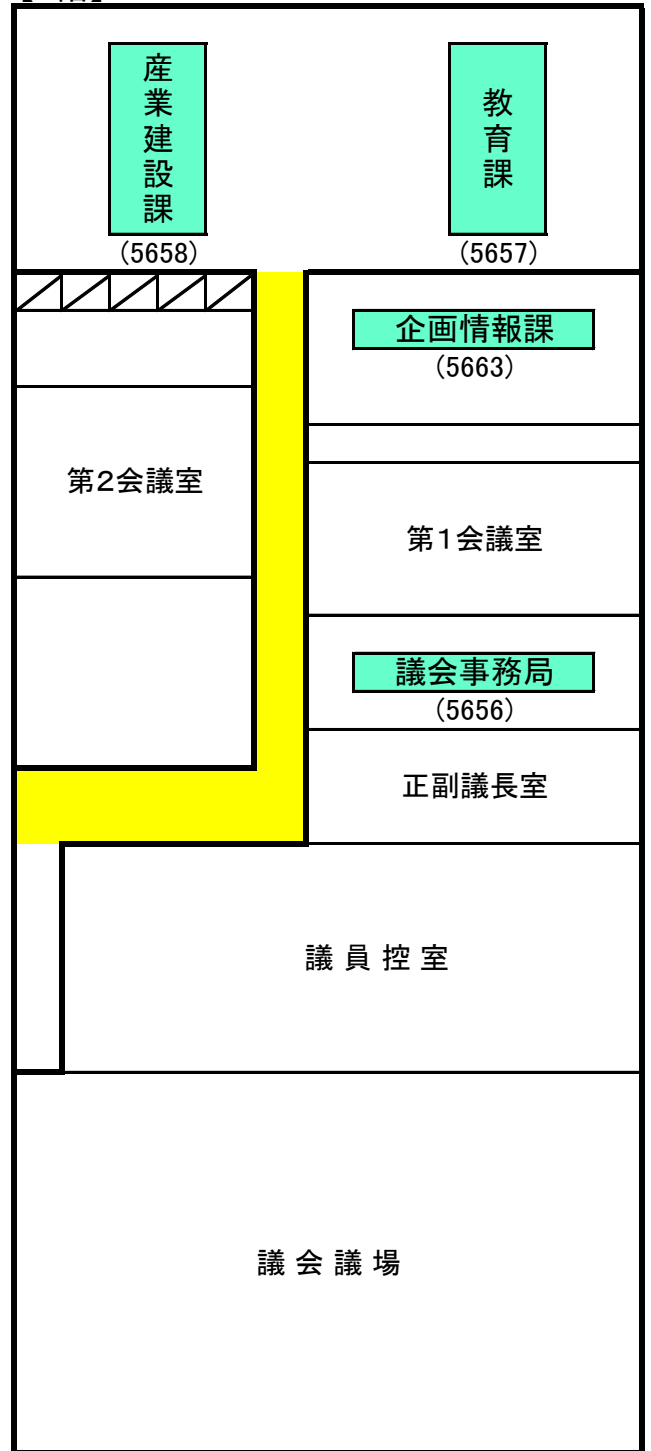 産業建設課
(5658)
教育課
(5657)
企画情報課
(5663)
第2会議室
第1会議室
議会事務局
(5656)
正副議長室
議員控室
議会議場